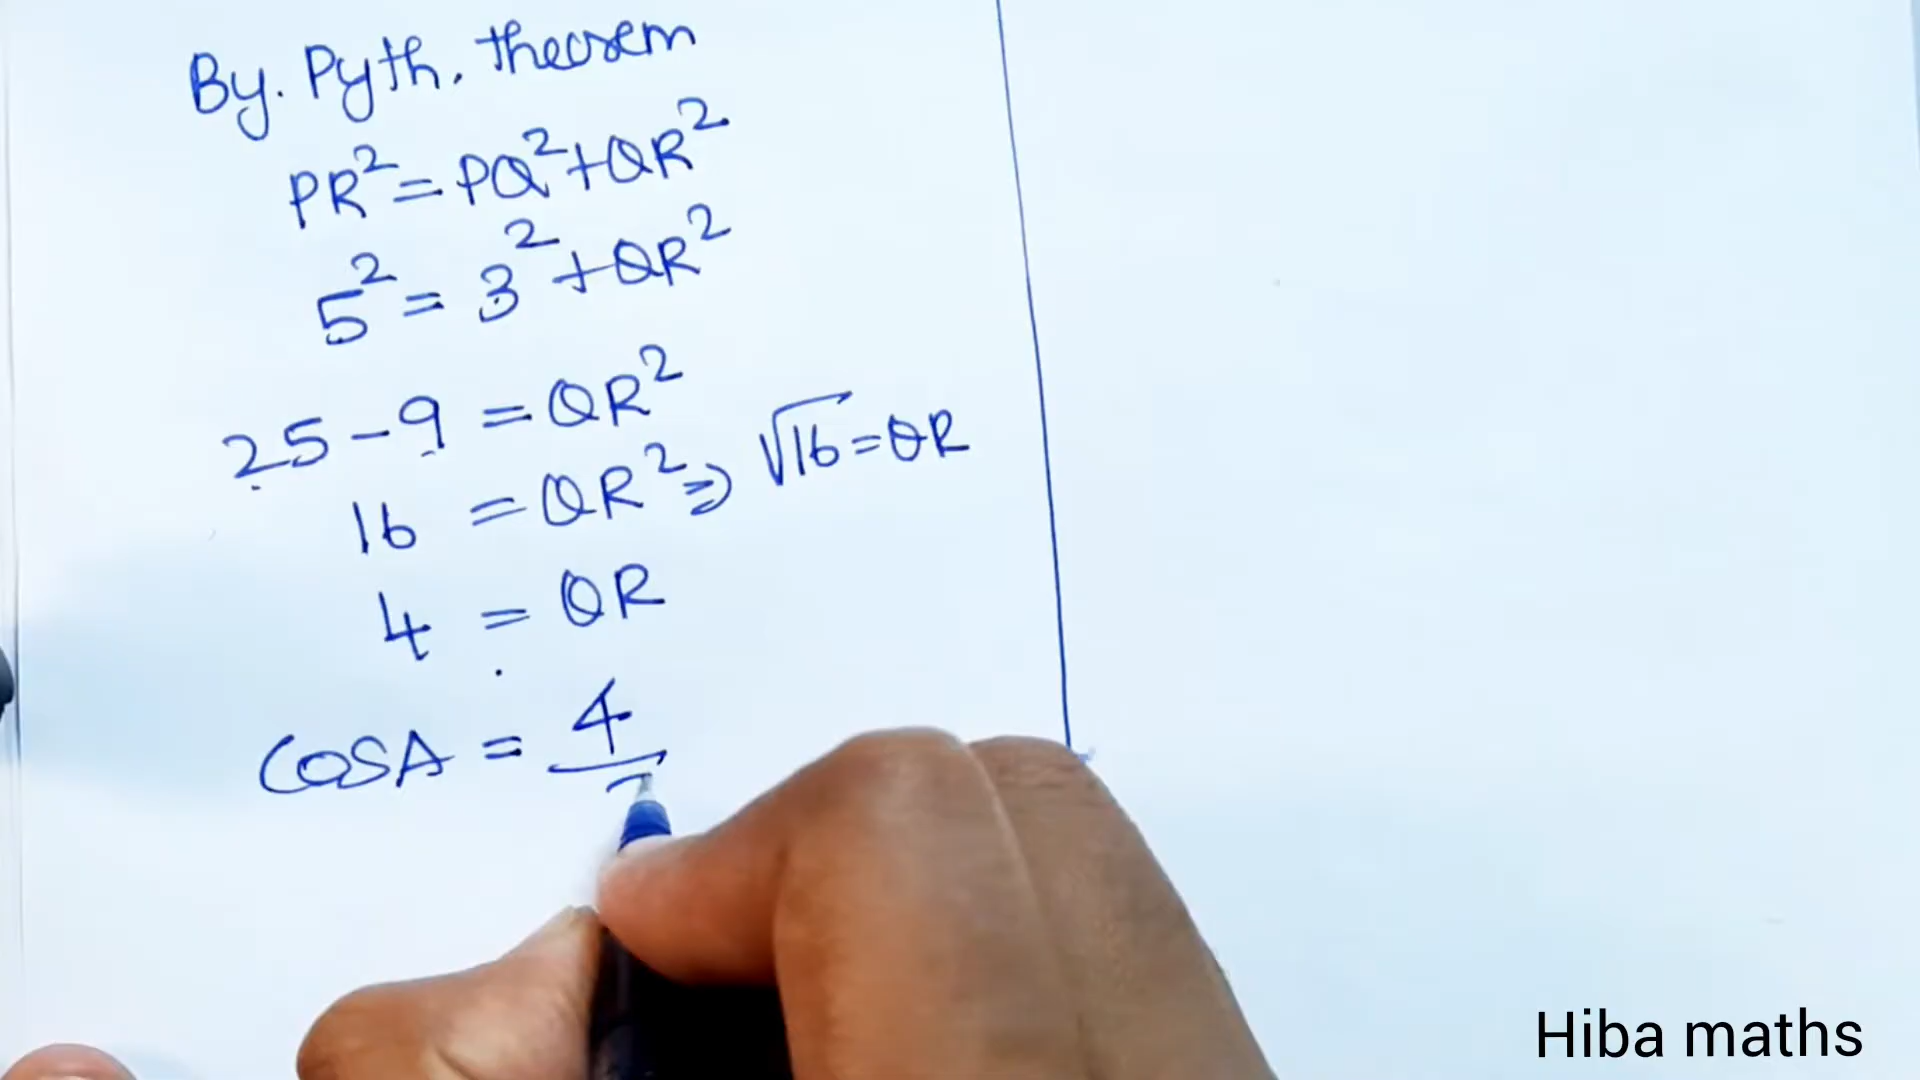 By. Pyth. theorem
PR² = PQ² + QR²
5² = 3² + QR²
25 - 9 = QR²
16 = QR² ⇒ √16 = QR
4 = QR
COSA = 4/
Hiba maths